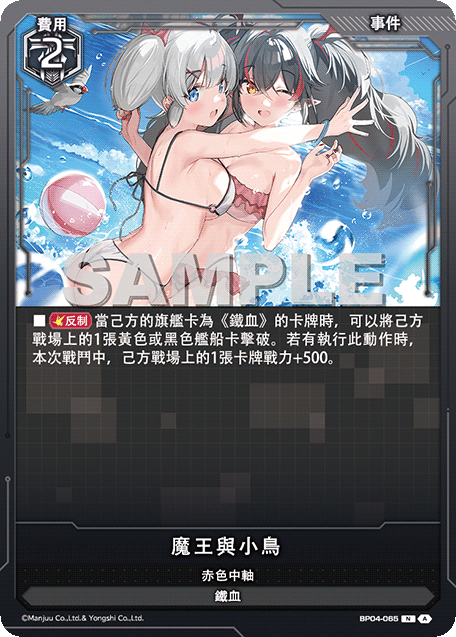 費用
2
事件
SAMPLE
■ 反制 當己方的旗艦卡為《鐵血》的卡牌時，可以將己方
戰場上的1張黃色或黑色艦船卡擊破。若有執行此動作時，
本次戰鬥中，己方戰場上的1張卡牌戰力+500。
魔王與小鳥
赤色中軸
鐵血
©Manjuu Co.,Ltd.& Yongshi Co.,Ltd.
BP04-065 N A